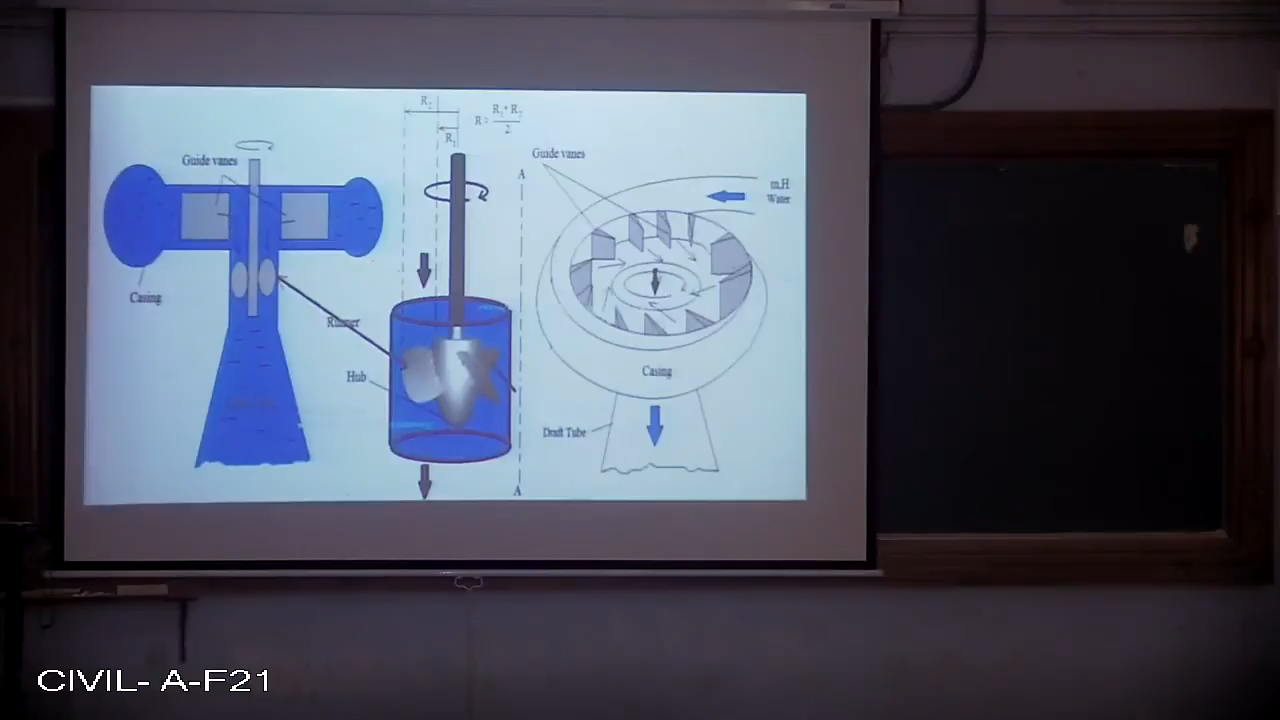 R₂
R₁
R = R₁+R₂ / 2
Guide vanes
Casing
Runner
Hub
A
A
Guide vanes
m,H
Water
Casing
Draft Tube
CIVIL- A-F21